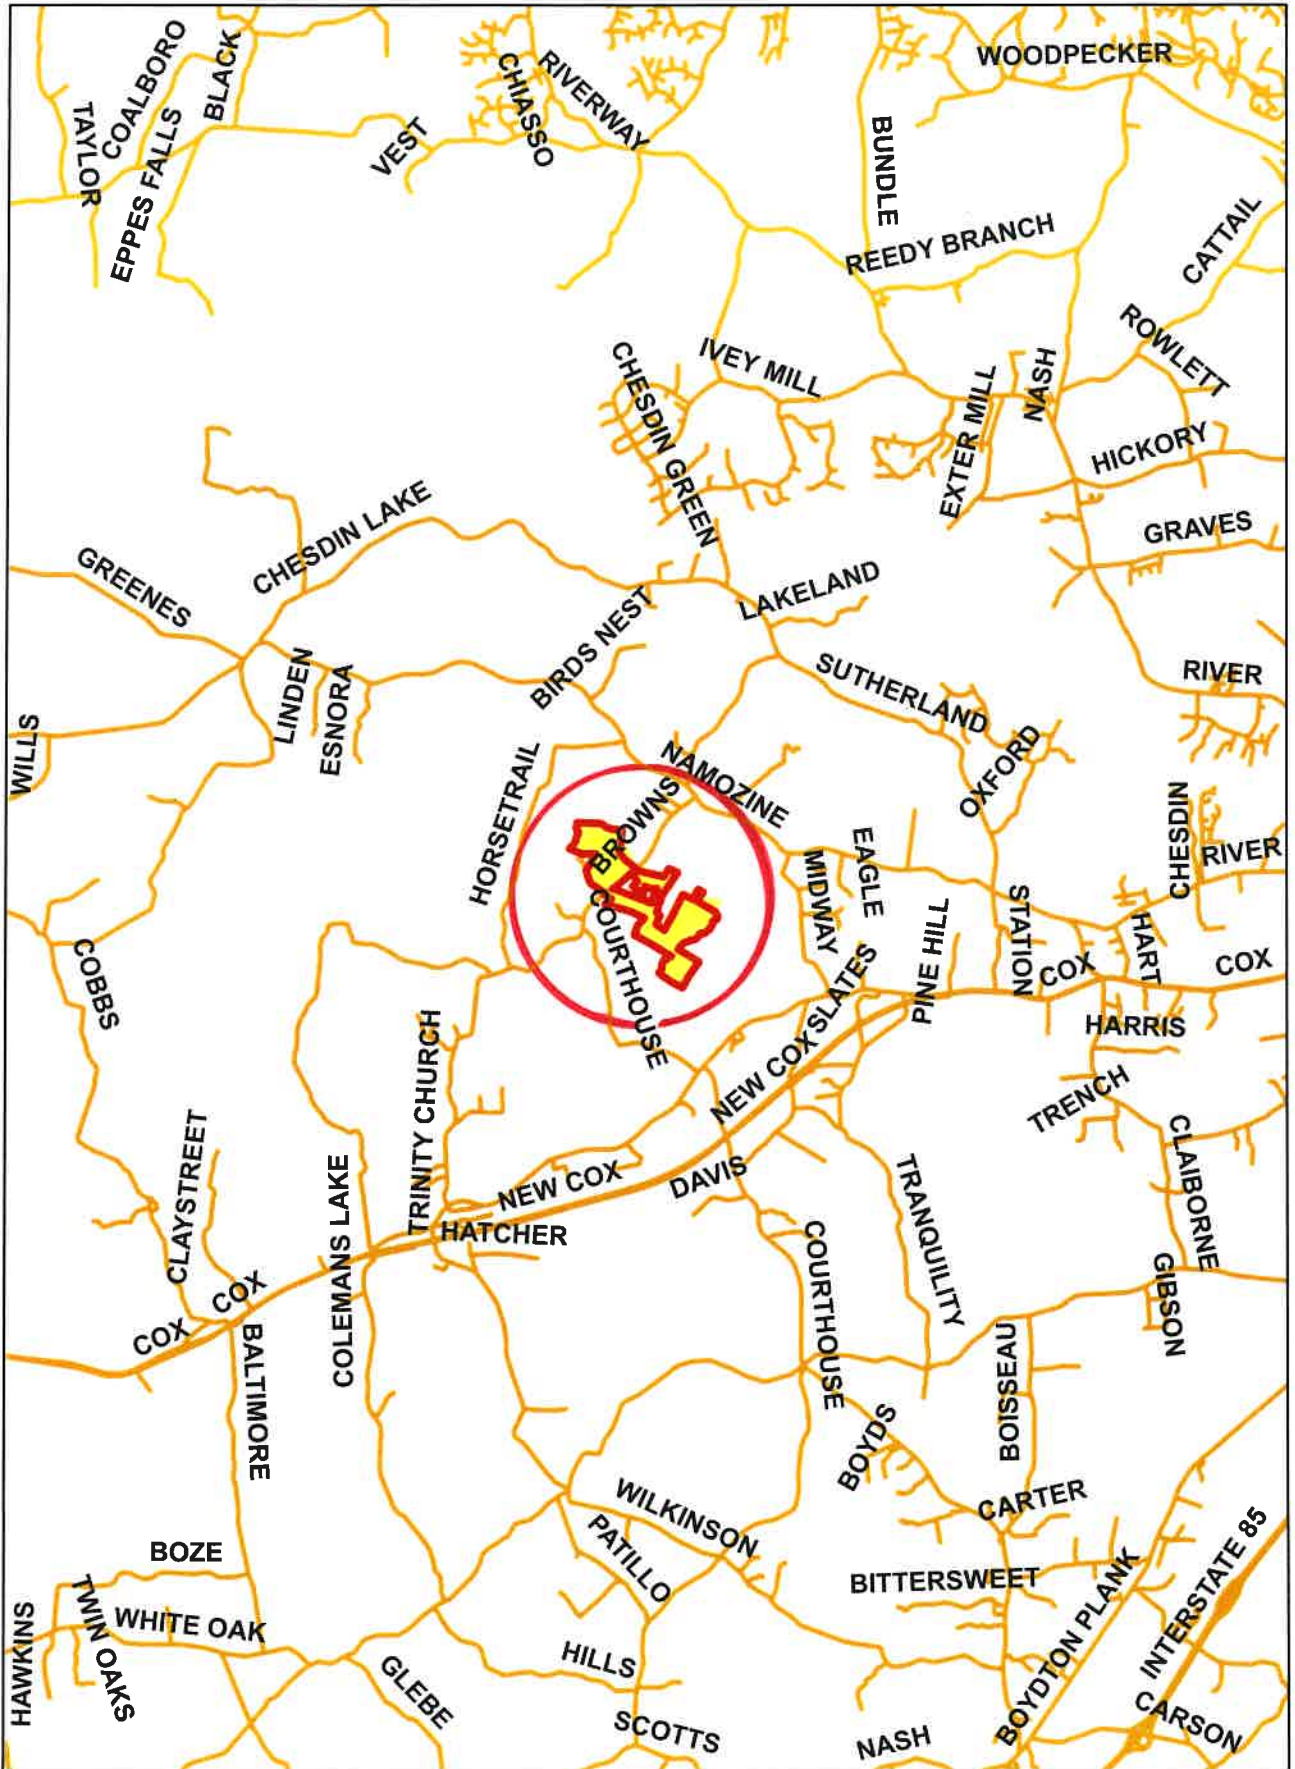 WOODPECKER
COALBORO
BLACK
TAYLOR
EPPES FALLS
VEST
CHIASSO
RIVERWAY
BUNDLE
REEDY BRANCH
CATTAIL
ROWLETT
IVEY MILL
CHESDIN GREEN
EXTER MILL
NASH
HICKORY
GRAVES
CHESDIN LAKE
GREENES
LAKELAND
BIRDS NEST
LINDEN
ESNORA
SUTHERLAND
RIVER
WILLS
OXFORD
HORSETRAIL
NAMOZINE
BROWNS
CHESDIN
RIVER
MIDWAY
EAGLE
COURTHOUSE
PINE HILL
STATION
HART
COX
COX
COBBS
SLATES
HARRIS
TRINITY CHURCH
NEW COX
TRENCH
CLAIBORNE
CLAYSTREET
COLEMANS LAKE
NEW COX
DAVIS
TRANQUILITY
HATCHER
COURTHOUSE
GIBSON
COX
COX
BALTIMORE
BOISSEAU
BOYDS
CARTER
WILKINSON
PATILLO
BITTERSWEET
BOZE
TWIN OAKS
WHITE OAK
HAWKINS
HILLS
GLEBE
SCOTTS
NASH
BOYDTON PLANK
INTERSTATE 85
CARSON